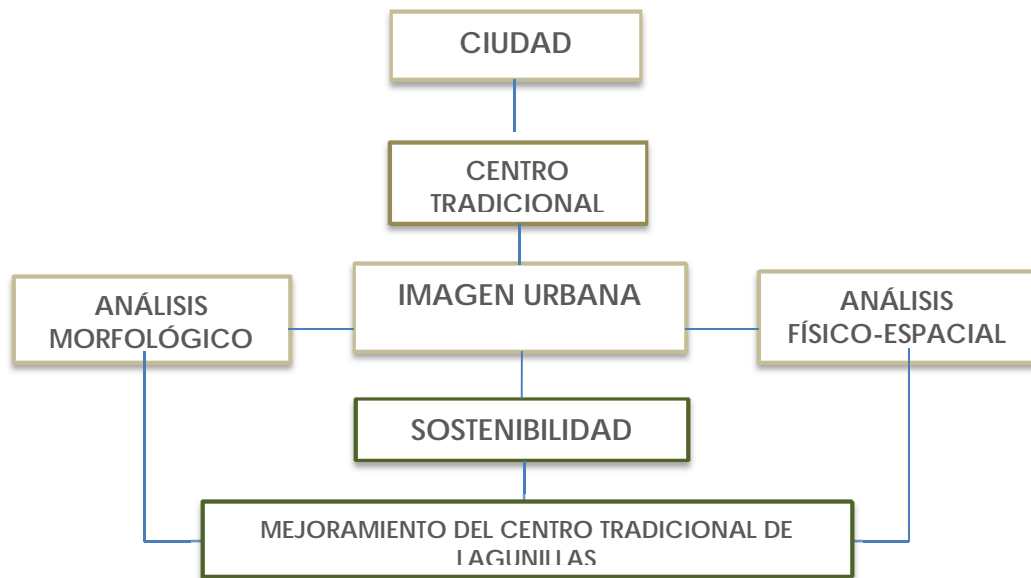 CIUDAD
CENTRO
TRADICIONAL
ANÁLISIS
MORFOLÓGICO
IMAGEN URBANA
ANÁLISIS
FÍSICO-ESPACIAL
SOSTENIBILIDAD
MEJORAMIENTO DEL CENTRO TRADICIONAL DE
LAGUNILLAS